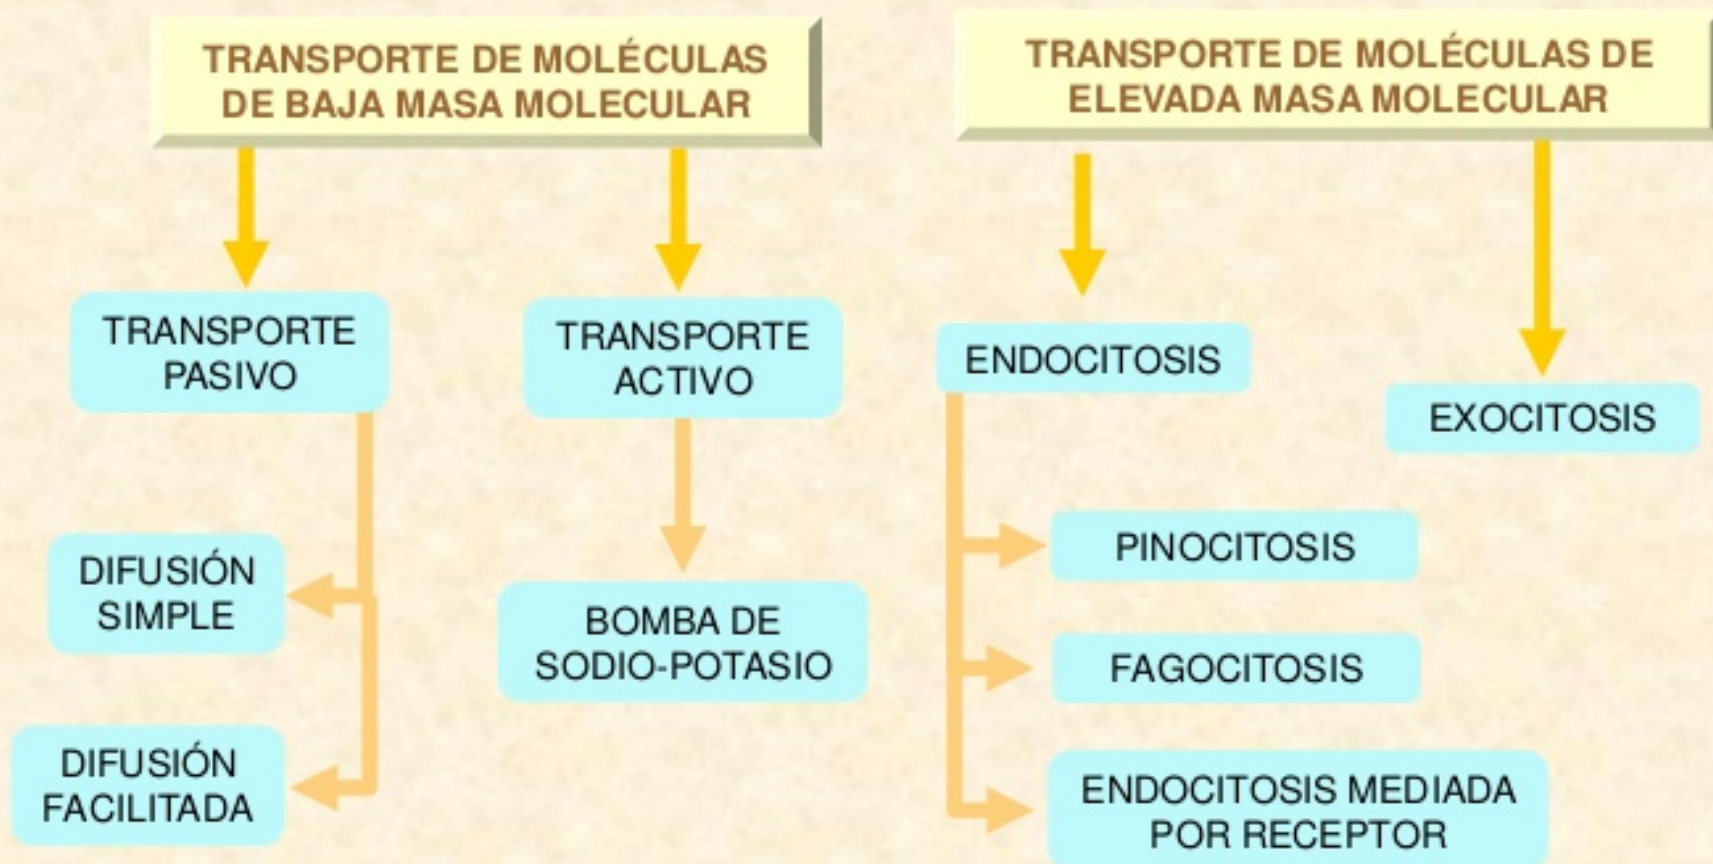 TRANSPORTE DE MOLÉCULAS
DE BAJA MASA MOLECULAR
TRANSPORTE DE MOLÉCULAS DE
ELEVADA MASA MOLECULAR
TRANSPORTE
PASIVO
TRANSPORTE
ACTIVO
ENDOCITOSIS
EXOCITOSIS
DIFUSIÓN
SIMPLE
BOMBA DE
SODIO-POTASIO
PINOCITOSIS
FAGOCITOSIS
DIFUSIÓN
FACILITADA
ENDOCITOSIS MEDIADA
POR RECEPTOR